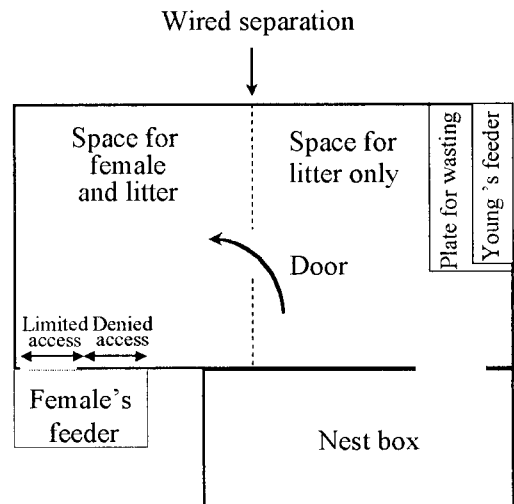 Wired separation
Space for
female
and litter
Space for
litter only
Plate for wasting
Young's feeder
Door
Limited
access
Denied
access
Female's
feeder
Nest box